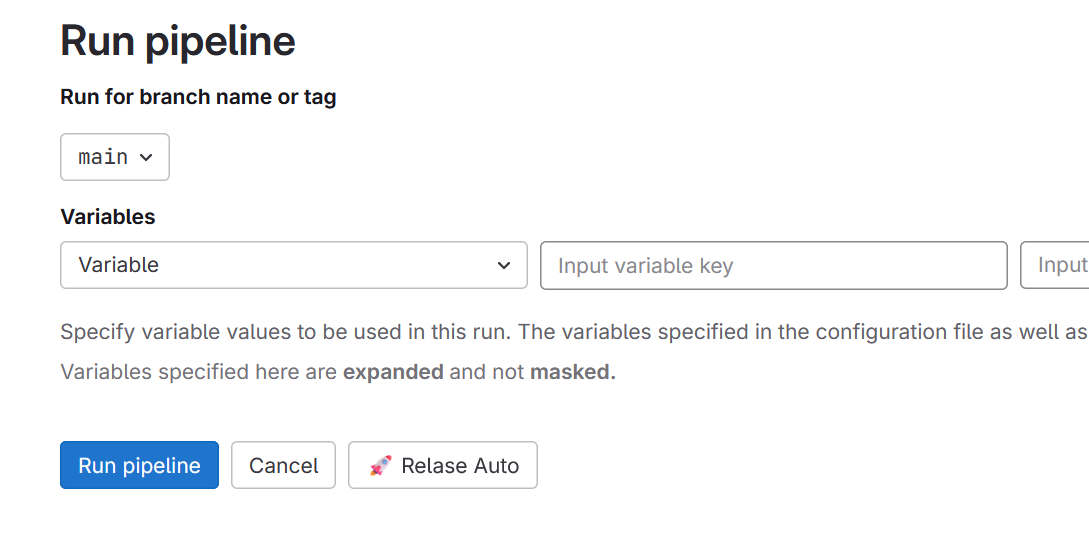 Run pipeline
Run for branch name or tag
main
Variables
Variable Input variable key Input
Specify variable values to be used in this run. The variables specified in the configuration file as well as
Variables specified here are expanded and not masked.
Run pipeline Cancel 🚀 Relase Auto